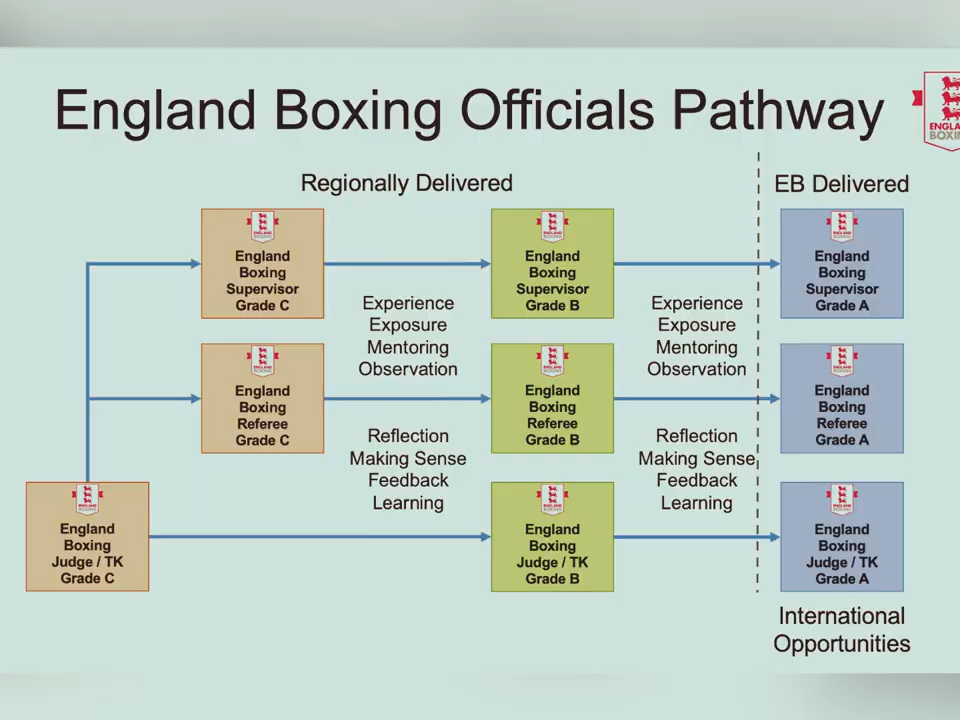 England Boxing Officials Pathway
ENGLAND
BOXING
Regionally Delivered
EB Delivered
England
Boxing
Supervisor
Grade C
England
Boxing
Supervisor
Grade B
England
Boxing
Supervisor
Grade A
Experience
Exposure
Mentoring
Observation
Experience
Exposure
Mentoring
Observation
England
Boxing
Referee
Grade C
England
Boxing
Referee
Grade B
England
Boxing
Referee
Grade A
Reflection
Making Sense
Feedback
Learning
Reflection
Making Sense
Feedback
Learning
England
Boxing
Judge / TK
Grade C
England
Boxing
Judge / TK
Grade B
England
Boxing
Judge / TK
Grade A
International
Opportunities